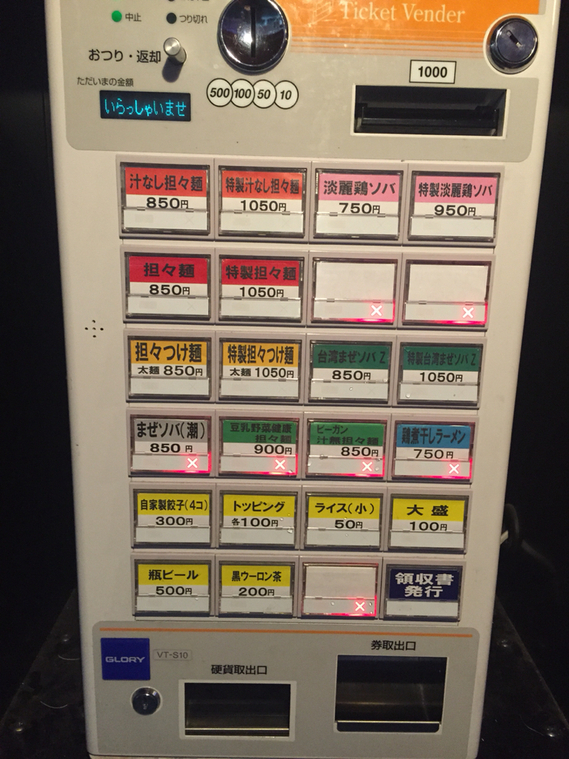 Ticket Vender
中止
つり切れ
おつり・返却
ただいまの金額
いらっしゃいませ
500 100 50 10
1000
汁なし担々麺
850円
特製汁なし担々麺
1050円
淡麗鶏ソバ
750円
特製淡麗鶏ソバ
950円
担々麺
850円
特製担々麺
1050円
担々つけ麺
太麺 850円
特製担々つけ麺
太麺 1050円
台湾まぜソバ Z
850円
特製台湾まぜソバ Z
1050円
まぜソバ(潮)
850円
豆乳野菜健康
担々麺
900円
ビーガン
汁無担々麺
850円
鶏煮干しラーメン
750円
自家製餃子(4コ)
300円
トッピング
各100円
ライス(小)
50円
大盛
100円
瓶ビール
500円
黒ウーロン茶
200円
領収書
発行
GLORY
VT-S10
硬貨取出口
券取出口